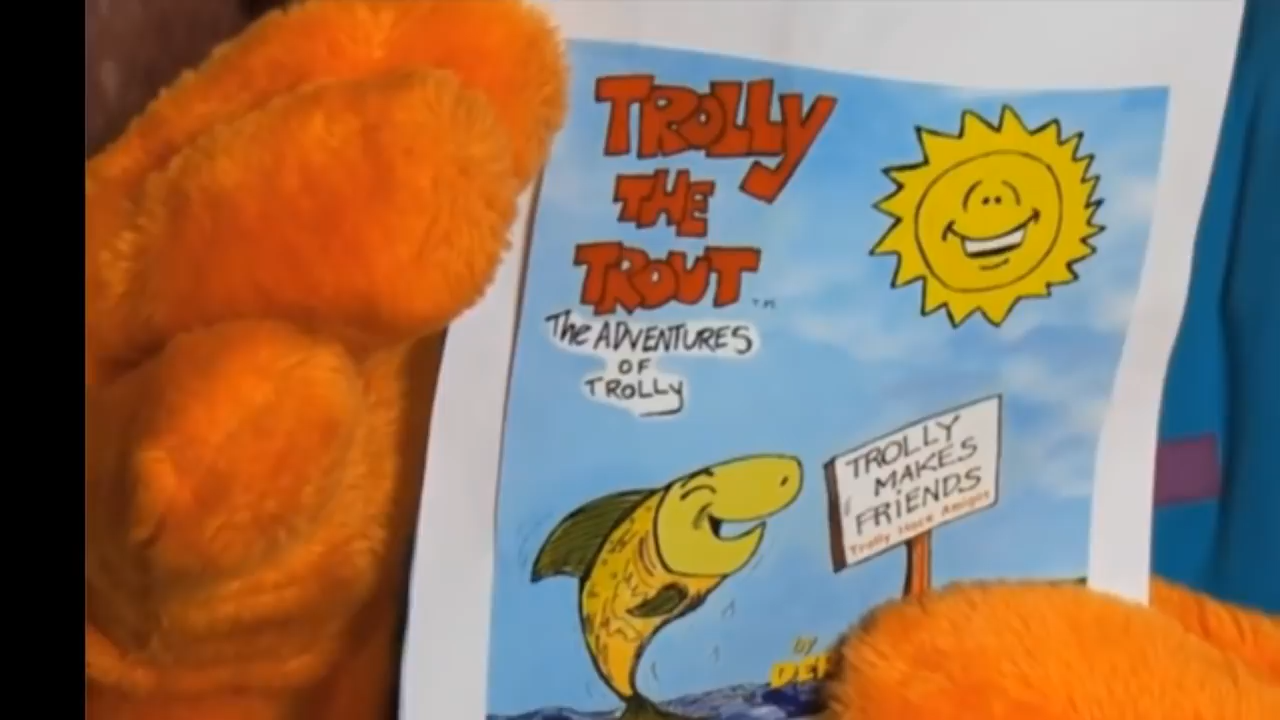 TROLLY
THE
TROUT
TM
The ADVENTURES
OF
TROLLY
TROLLY
MAKES
FRiENDS
Trolly Hace Amigos
by